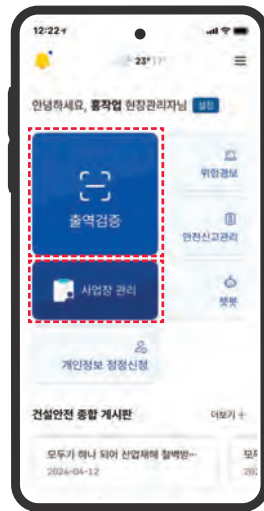 12:22
23°
안녕하세요, 홍작업 현장관리자님 설정
출역검증
위험경보
안전신고관리
사업장 관리
챗봇
개인정보 정정신청
건설안전 종합 게시판 더보기 +
모두가 하나 되어 산업재해 철벽방…
2024-04-12